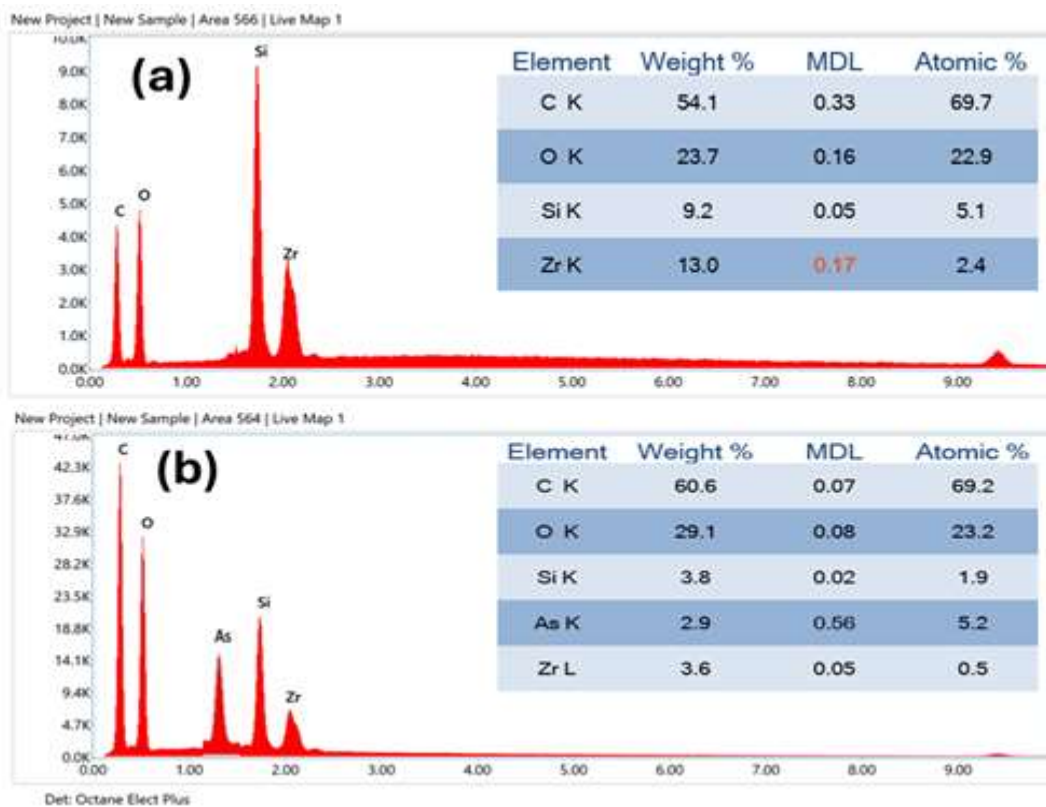 New Project | New Sample | Area 566 | Live Map 1
(a)
10.0K
9.0K
8.0K
7.0K
6.0K
5.0K
4.0K
3.0K
2.0K
1.0K
0.0K
C
O
Si
Zr
0.00 1.00 2.00 3.00 4.00 5.00 6.00 7.00 8.00 9.00
Element Weight % MDL Atomic %
C K 54.1 0.33 69.7
O K 23.7 0.16 22.9
Si K 9.2 0.05 5.1
Zr K 13.0 0.17 2.4
New Project | New Sample | Area 564 | Live Map 1
(b)
47.0K
42.3K
37.6K
32.9K
28.2K
23.5K
18.8K
14.1K
9.4K
4.7K
0.0K
C
O
As
Si
Zr
0.00 1.00 2.00 3.00 4.00 5.00 6.00 7.00 8.00 9.00
Element Weight % MDL Atomic %
C K 60.6 0.07 69.2
O K 29.1 0.08 23.2
Si K 3.8 0.02 1.9
As K 2.9 0.56 5.2
Zr L 3.6 0.05 0.5
Det: Octane Elect Plus